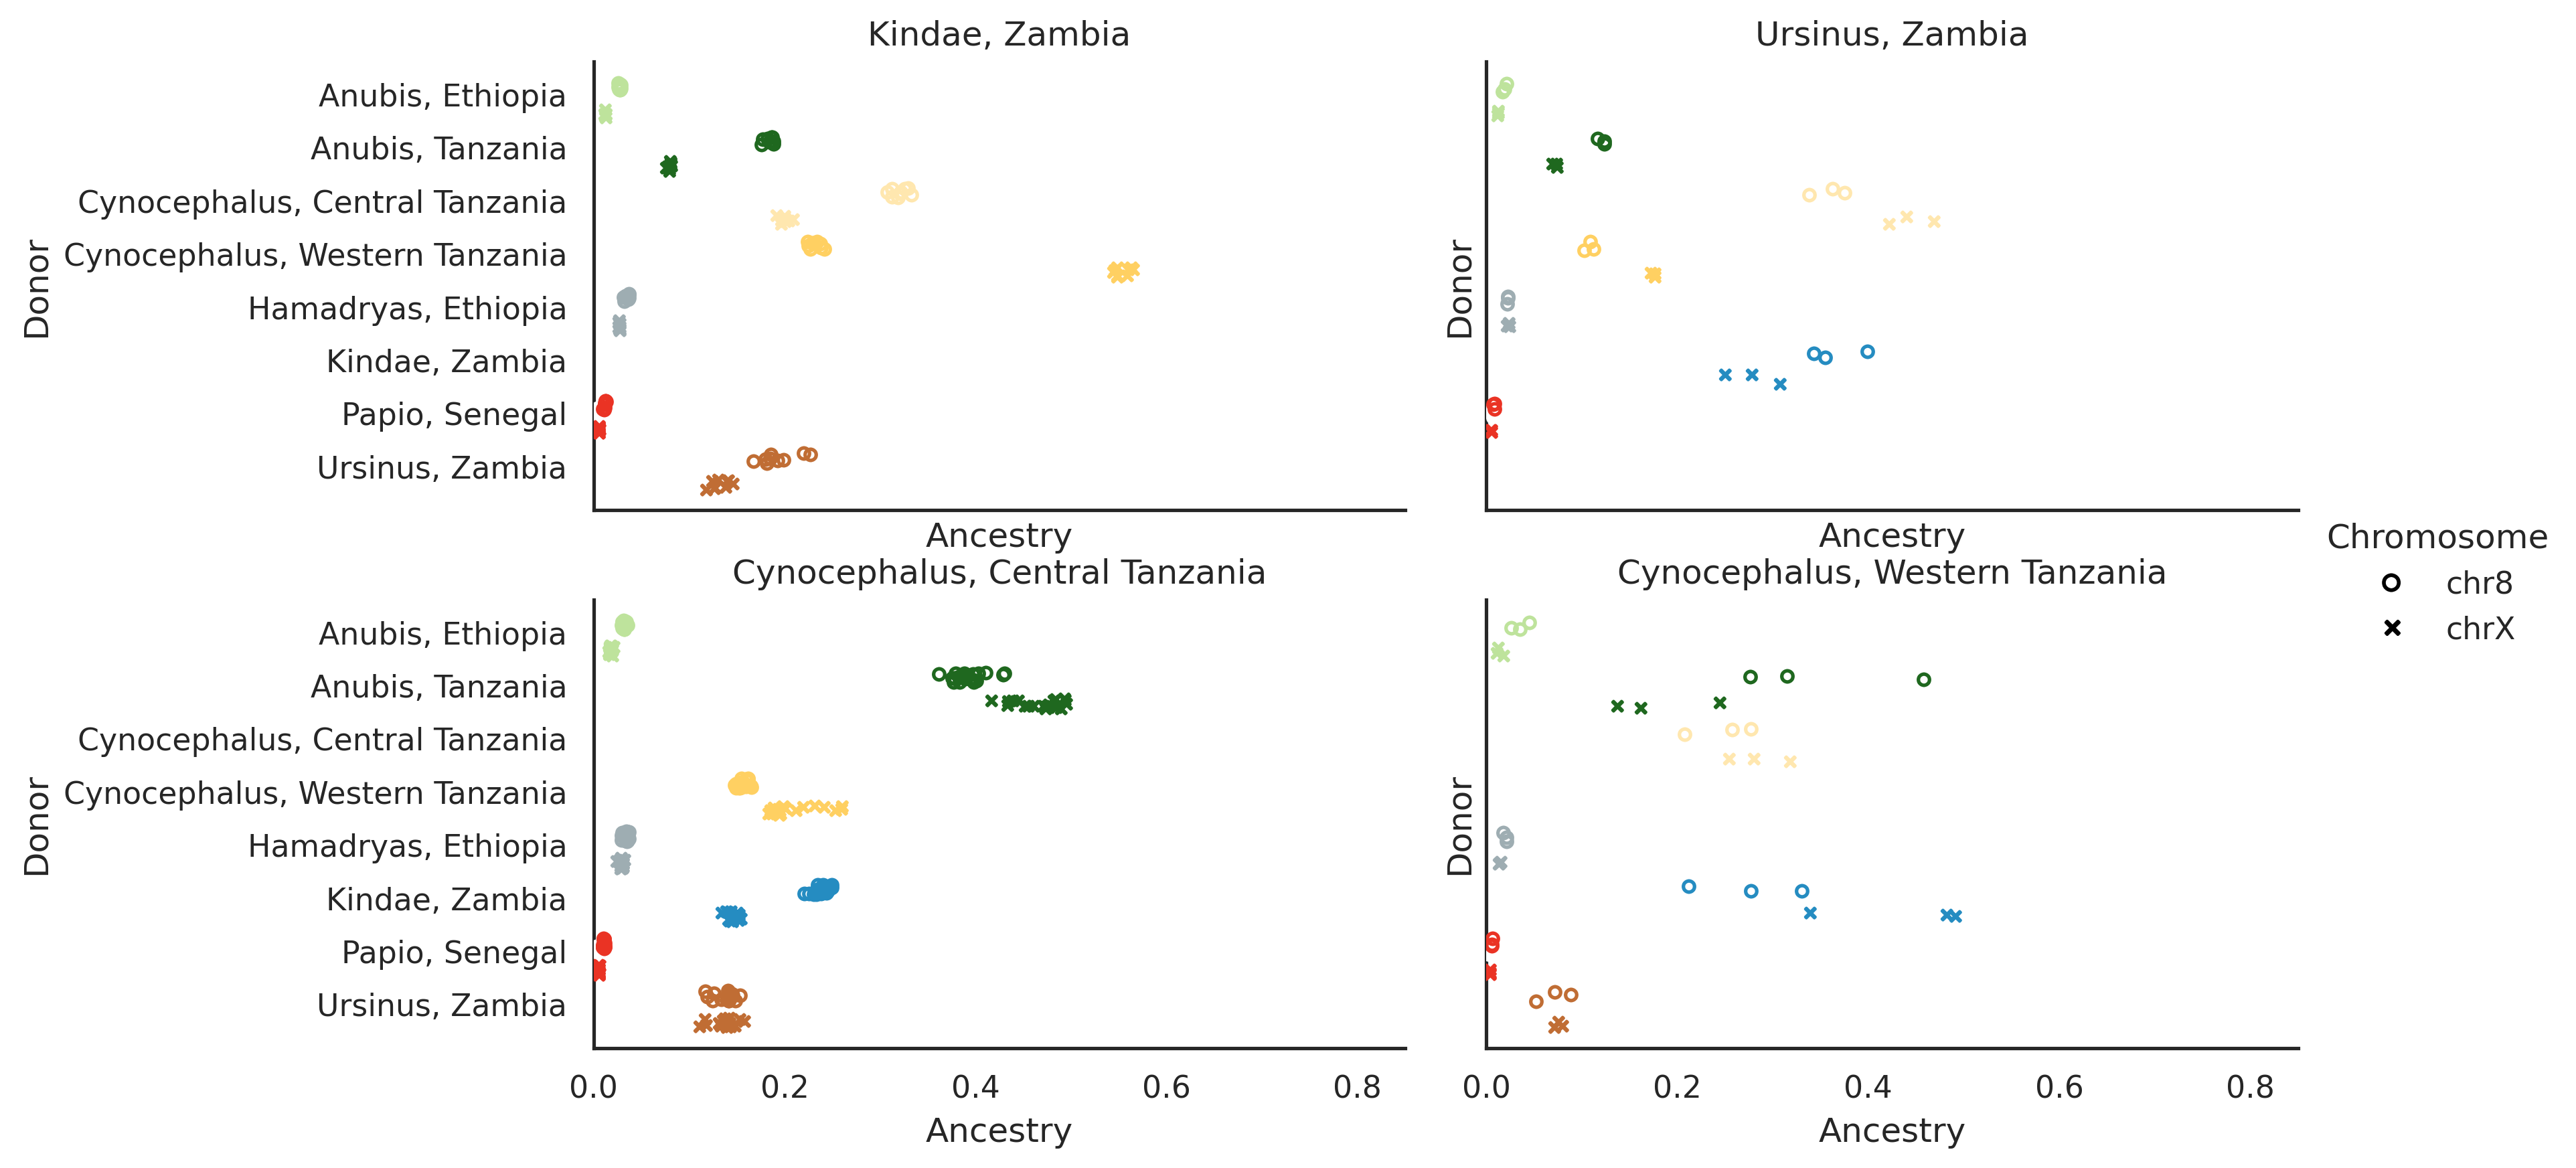 Kindae, Zambia
Ursinus, Zambia
Donor
Anubis, Ethiopia
Anubis, Tanzania
Cynocephalus, Central Tanzania
Cynocephalus, Western Tanzania
Hamadryas, Ethiopia
Kindae, Zambia
Papio, Senegal
Ursinus, Zambia
Donor
Ancestry
Ancestry
Chromosome
chr8
chrX
Cynocephalus, Central Tanzania
Cynocephalus, Western Tanzania
Donor
Anubis, Ethiopia
Anubis, Tanzania
Cynocephalus, Central Tanzania
Cynocephalus, Western Tanzania
Hamadryas, Ethiopia
Kindae, Zambia
Papio, Senegal
Ursinus, Zambia
Donor
0.0 0.2 0.4 0.6 0.8
0.0 0.2 0.4 0.6 0.8
Ancestry
Ancestry